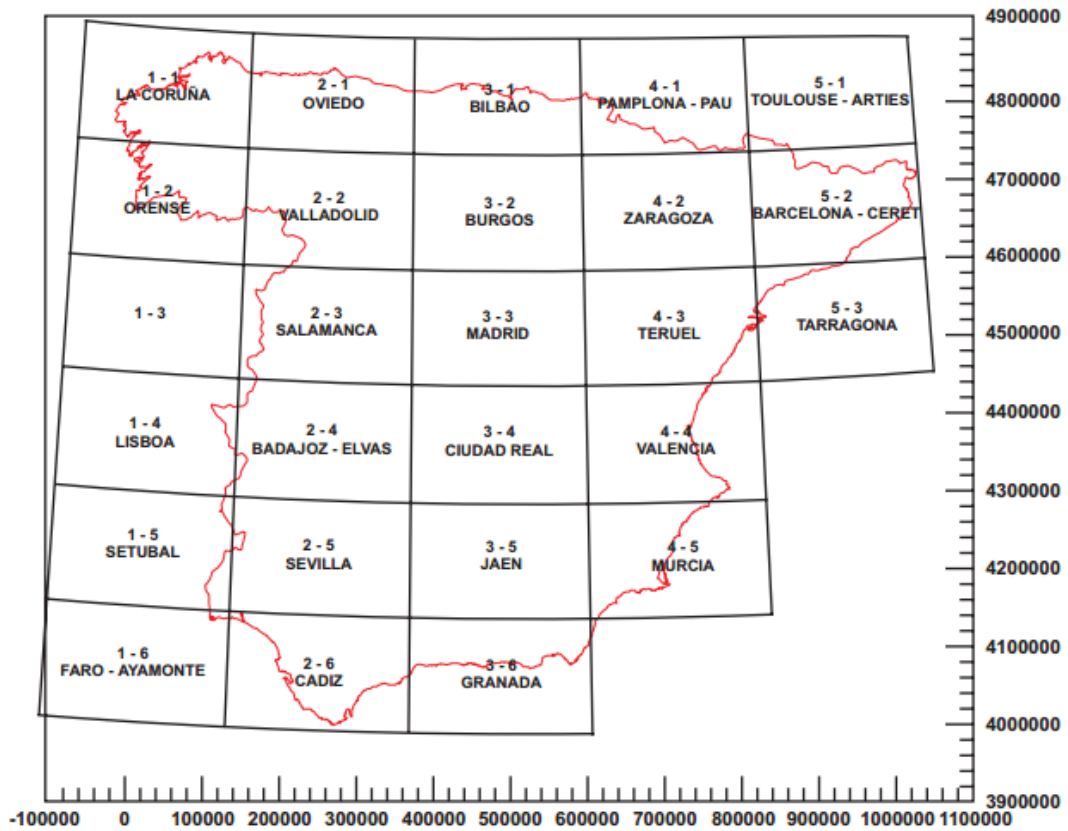 4900000
1 - 1
LA CORUÑA
2 - 1
OVIEDO
3 - 1
BILBAO
4 - 1
PAMPLONA - PAU
5 - 1
TOULOUSE - ARTIES
4800000
1 - 2
ORENSE
2 - 2
VALLADOLID
3 - 2
BURGOS
4 - 2
ZARAGOZA
5 - 2
BARCELONA - CERET
4700000
4600000
1 - 3
2 - 3
SALAMANCA
3 - 3
MADRID
4 - 3
TERUEL
5 - 3
TARRAGONA
4500000
1 - 4
LISBOA
2 - 4
BADAJOZ - ELVAS
3 - 4
CIUDAD REAL
4 - 4
VALENCIA
4400000
4300000
1 - 5
SETUBAL
2 - 5
SEVILLA
3 - 5
JAEN
4 - 5
MURCIA
4200000
1 - 6
FARO - AYAMONTE
2 - 6
CADIZ
3 - 6
GRANADA
4100000
4000000
3900000
-100000 0 100000 200000 300000 400000 500000 600000 700000 800000 900000 1000000 1100000